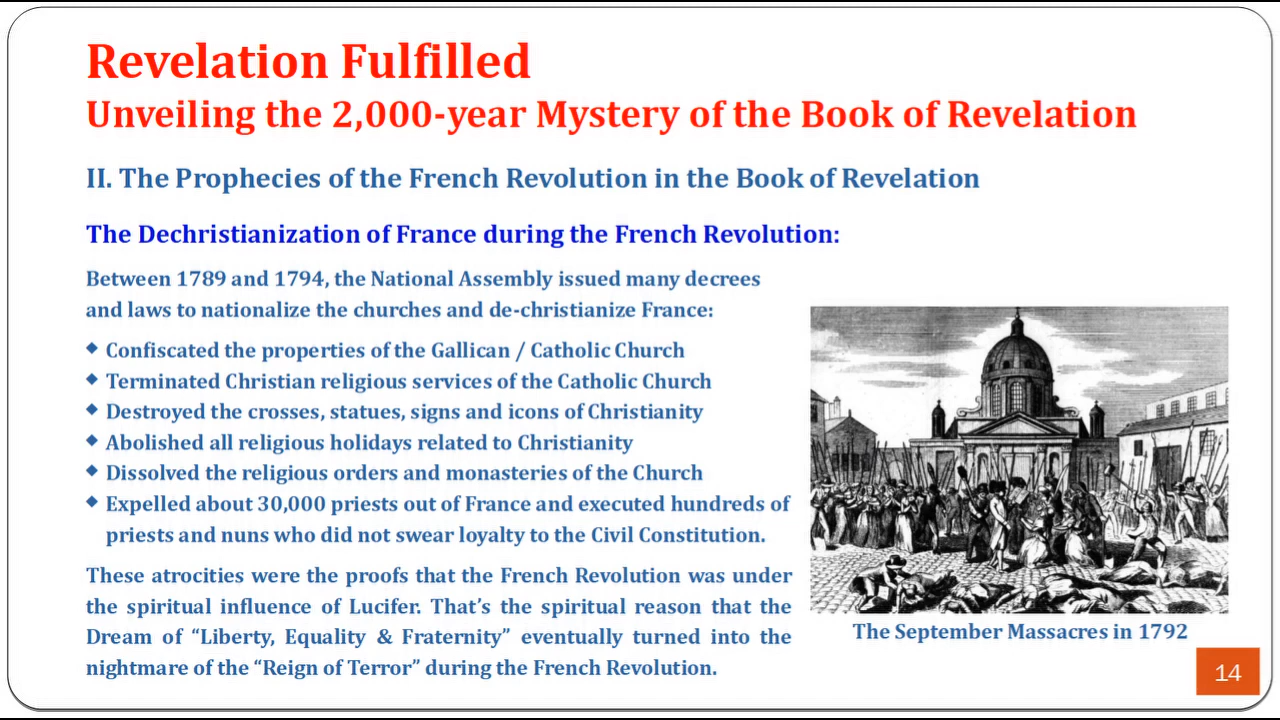 Revelation Fulfilled
Unveiling the 2,000-year Mystery of the Book of Revelation
II. The Prophecies of the French Revolution in the Book of Revelation
The Dechristianization of France during the French Revolution:
Between 1789 and 1794, the National Assembly issued many decrees
and laws to nationalize the churches and de-christianize France:
◆ Confiscated the properties of the Gallican / Catholic Church
◆ Terminated Christian religious services of the Catholic Church
◆ Destroyed the crosses, statues, signs and icons of Christianity
◆ Abolished all religious holidays related to Christianity
◆ Dissolved the religious orders and monasteries of the Church
◆ Expelled about 30,000 priests out of France and executed hundreds of
priests and nuns who did not swear loyalty to the Civil Constitution.
These atrocities were the proofs that the French Revolution was under
the spiritual influence of Lucifer. That’s the spiritual reason that the
Dream of “Liberty, Equality & Fraternity” eventually turned into the
nightmare of the “Reign of Terror” during the French Revolution.
The September Massacres in 1792
14